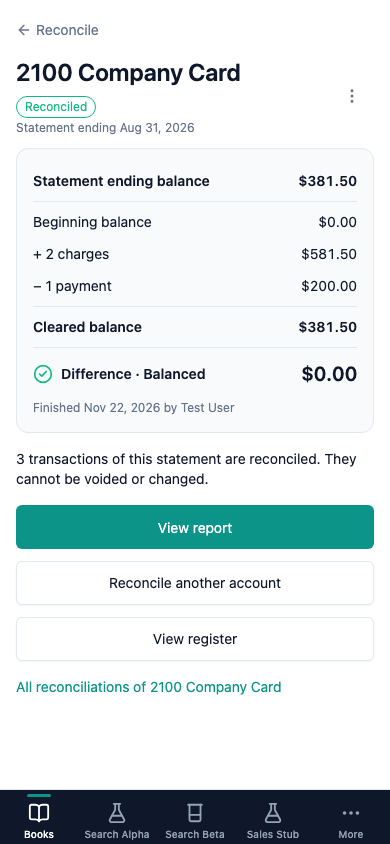 Reconcile
2100 Company Card
Reconciled
Statement ending Aug 31, 2026
Statement ending balance $381.50
Beginning balance $0.00
+ 2 charges $581.50
− 1 payment $200.00
Cleared balance $381.50
Difference · Balanced $0.00
Finished Nov 22, 2026 by Test User
3 transactions of this statement are reconciled. They
cannot be voided or changed.
View report
Reconcile another account
View register
All reconciliations of 2100 Company Card
Books Search Alpha Search Beta Sales Stub More